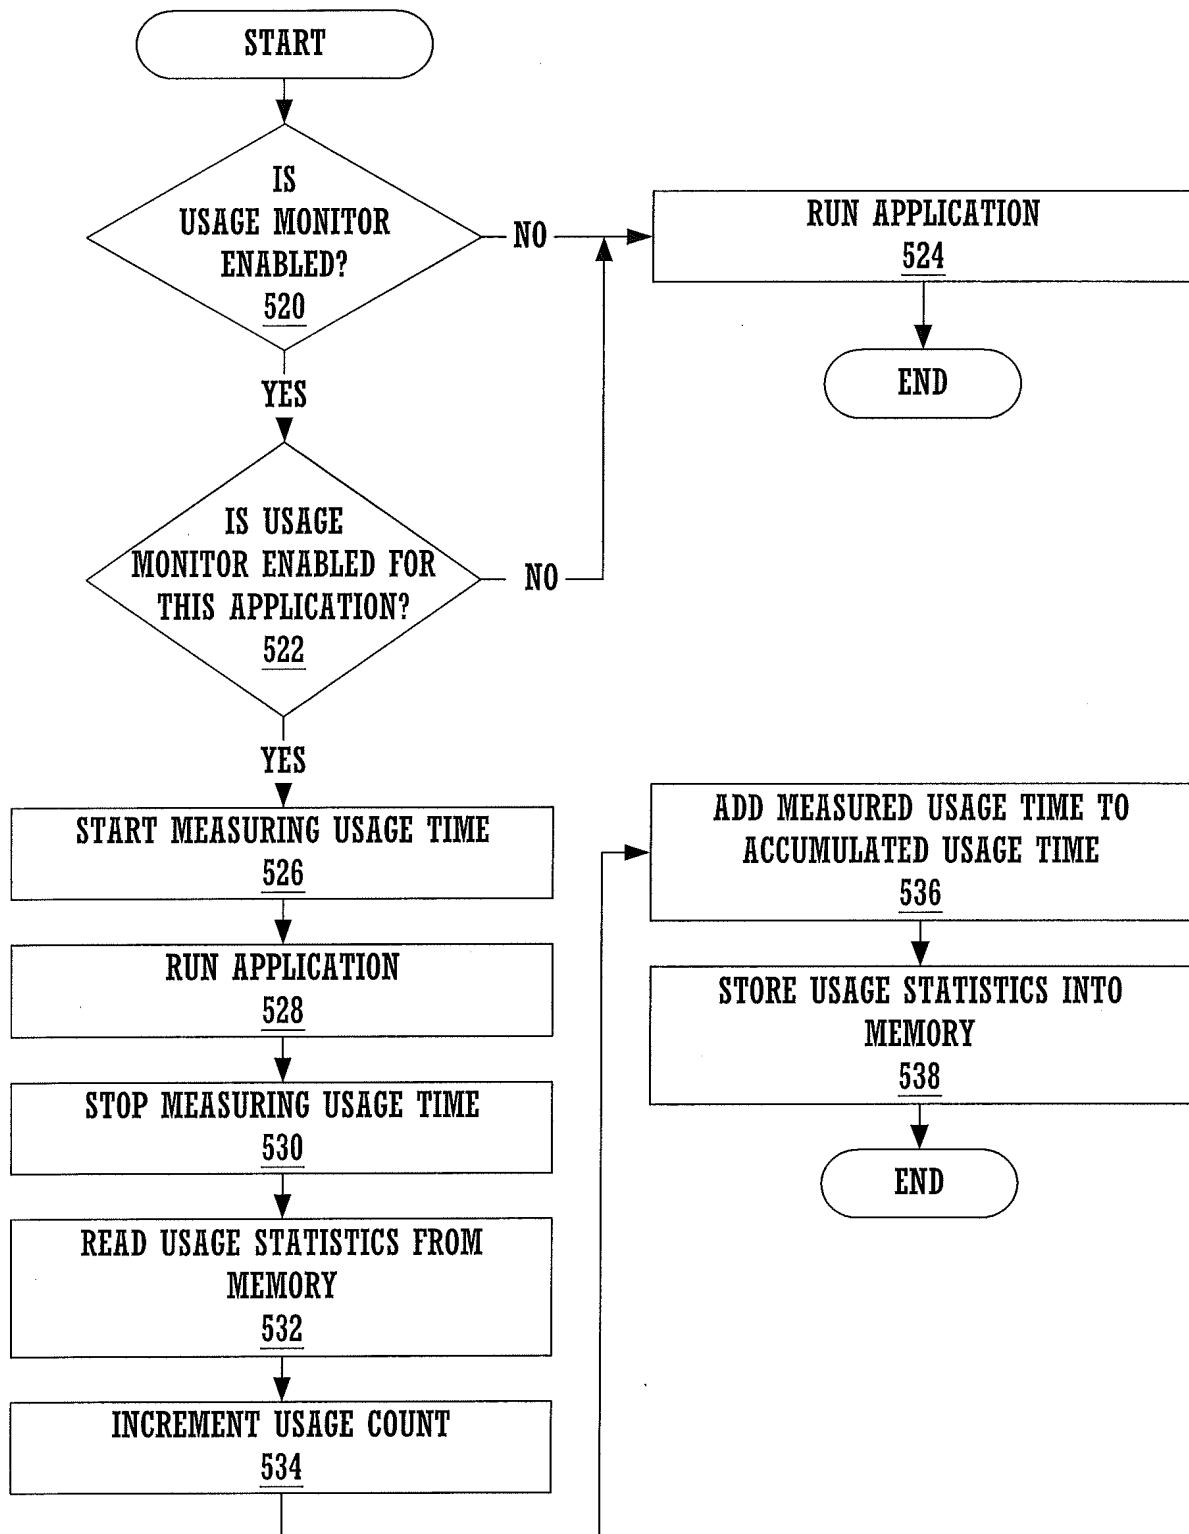 START
IS
USAGE MONITOR
ENABLED?
520
NO
RUN APPLICATION
524
END
YES
IS USAGE
MONITOR ENABLED FOR
THIS APPLICATION?
522
NO
YES
START MEASURING USAGE TIME
526
RUN APPLICATION
528
STOP MEASURING USAGE TIME
530
READ USAGE STATISTICS FROM
MEMORY
532
INCREMENT USAGE COUNT
534
ADD MEASURED USAGE TIME TO
ACCUMULATED USAGE TIME
536
STORE USAGE STATISTICS INTO
MEMORY
538
END